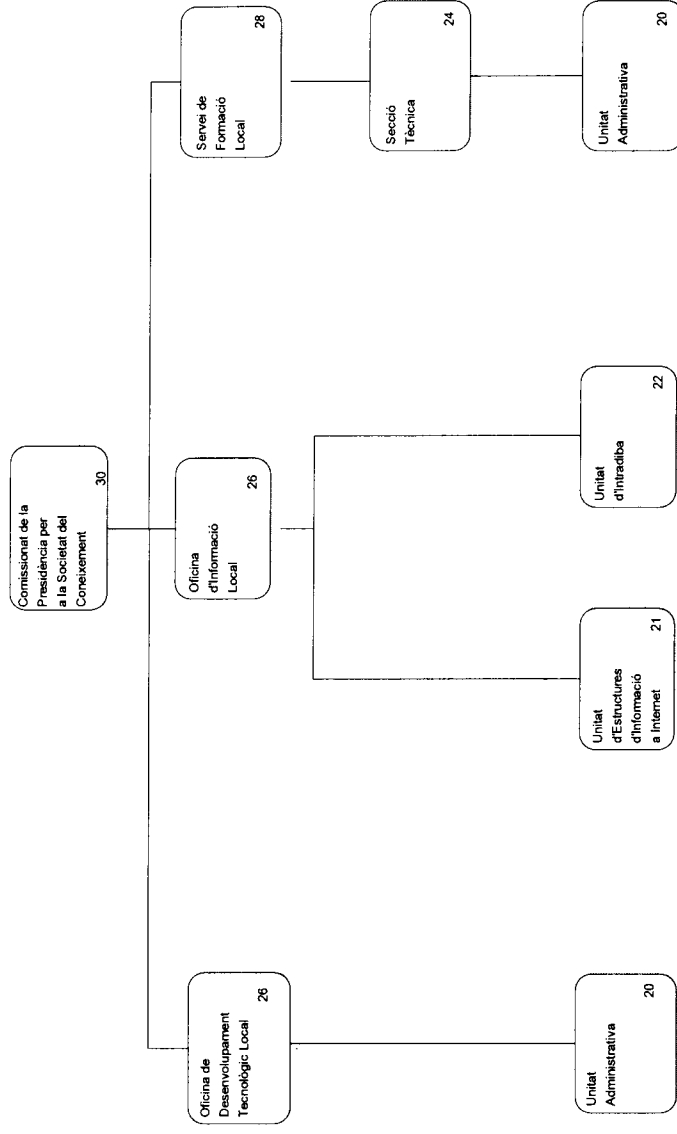 Comissionat de la
Presidència per
a la Societat del
Coneixement
30
Oficina de
Desenvolupament
Tecnològic Local
26
Oficina
d'Informació
Local
26
Servei de
Formació
Local
28
Secció
Tècnica
24
Unitat
Administrativa
20
Unitat
d'Estructures
d'Informació
a Internet
21
Unitat
d'Intradiba
22
Unitat
Administrativa
20